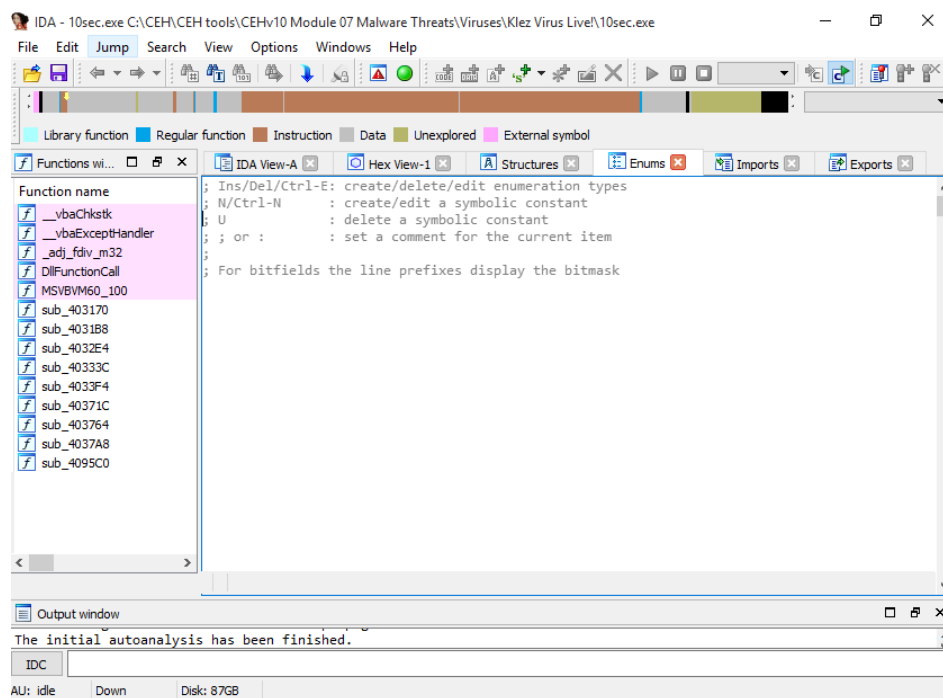 IDA - 10sec.exe C:\CEH\CEH tools\CEHv10 Module 07 Malware Threats\Viruses\Klez Virus Live!\10sec.exe
File Edit Jump Search View Options Windows Help
Library function Regular function Instruction Data Unexplored External symbol
Functions wi... IDA View-A Hex View-1 Structures Enums Imports Exports
Function name
__vbaChkstk
__vbaExceptHandler
_adj_fdiv_m32
DllFunctionCall
MSVBVM60_100
sub_403170
sub_4031B8
sub_4032E4
sub_40333C
sub_4033F4
sub_40371C
sub_403764
sub_4037A8
sub_4095C0
; Ins/Del/Ctrl-E: create/delete/edit enumeration types
; N/Ctrl-N : create/edit a symbolic constant
; U : delete a symbolic constant
; ; or : : set a comment for the current item
;
; For bitfields the line prefixes display the bitmask
Output window
The initial autoanalysis has been finished.
IDC
AU: idle Down Disk: 87GB